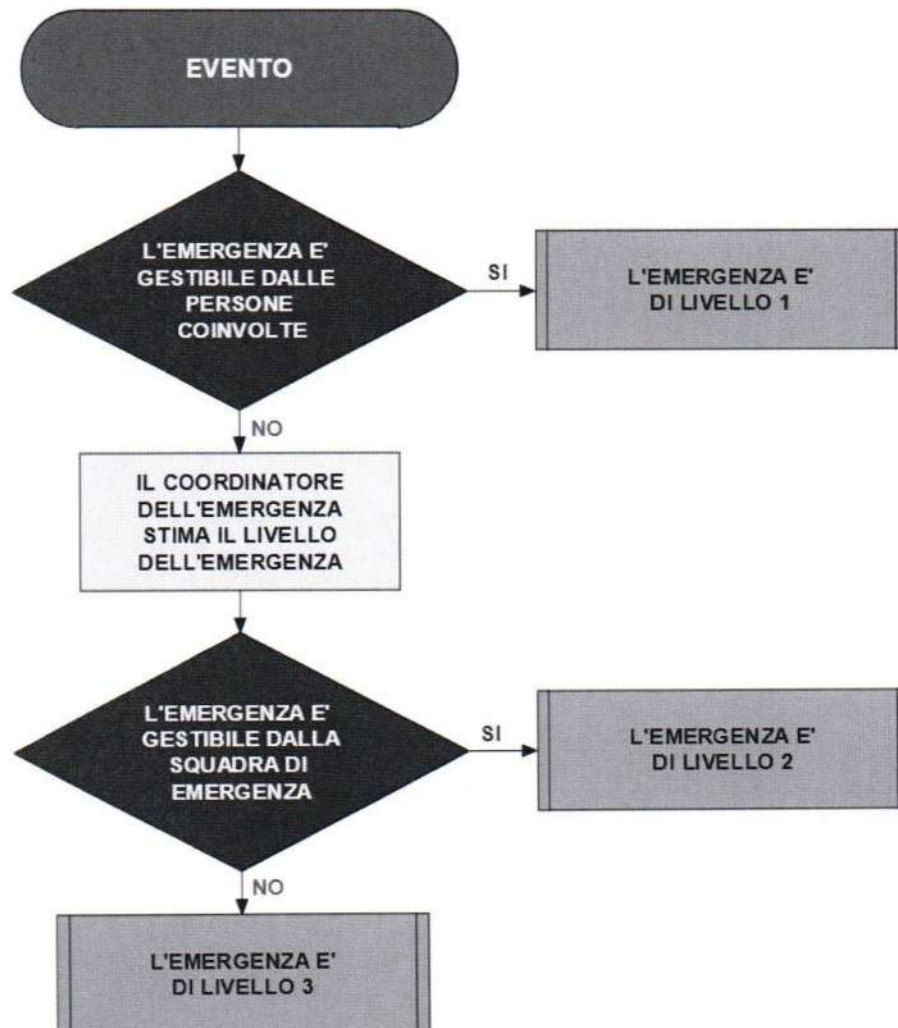 EVENTO
L'EMERGENZA E'
GESTIBILE DALLE
PERSONE
COINVOLTE
SI
L'EMERGENZA E'
DI LIVELLO 1
NO
IL COORDINATORE
DELL'EMERGENZA
STIMA IL LIVELLO
DELL'EMERGENZA
L'EMERGENZA E'
GESTIBILE DALLA
SQUADRA DI
EMERGENZA
SI
L'EMERGENZA E'
DI LIVELLO 2
NO
L'EMERGENZA E'
DI LIVELLO 3